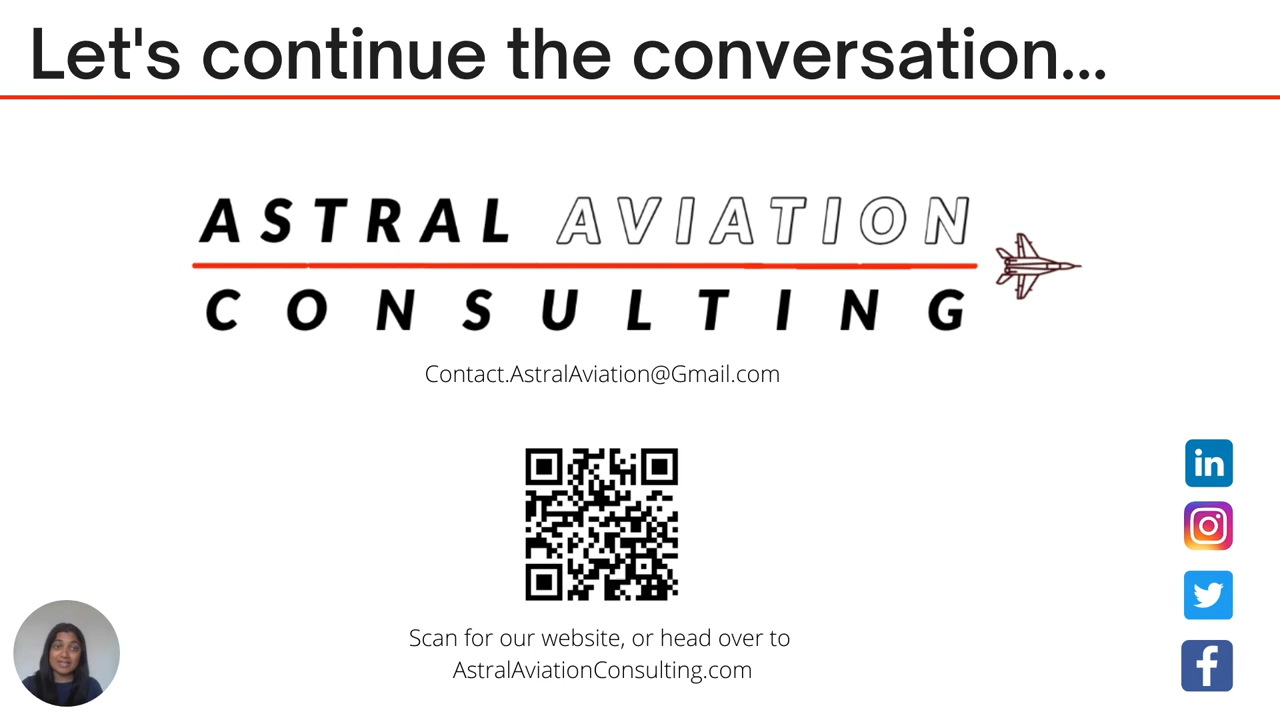 Let's continue the conversation...
ASTRAL AVIATION
CONSULTING
Contact.AstralAviation@Gmail.com
in
Scan for our website, or head over to
AstralAviationConsulting.com
f